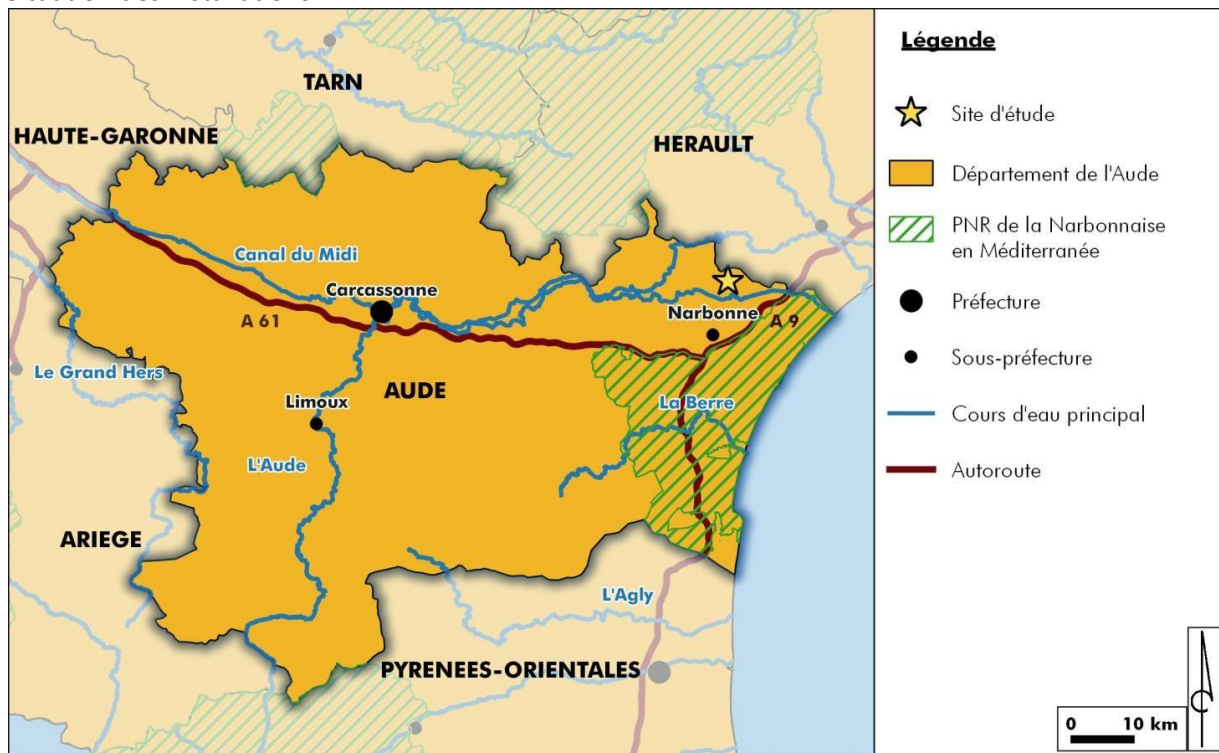 TARN
HAUTE-GARONNE
HERAULT
Canal du Midi
Carcassonne
Narbonne
A 61
A 9
Le Grand Hers
AUDE
La Berre
Limoux
L'Aude
ARIEGE
L'Agly
PYRENEES-ORIENTALES
Légende
Site d'étude
Département de l'Aude
PNR de la Narbonnaise
en Méditerranée
Préfecture
Sous-préfecture
Cours d'eau principal
Autoroute
0 10 km